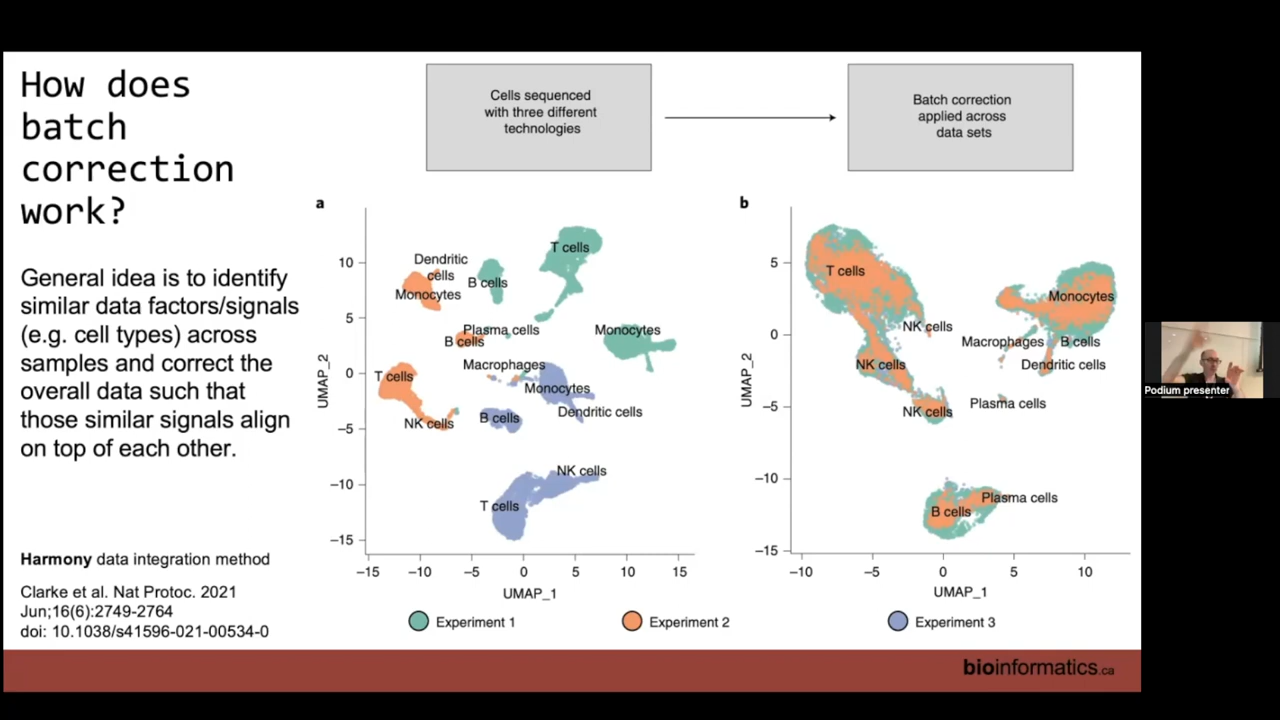 How does
batch
correction
work?
General idea is to identify
similar data factors/signals
(e.g. cell types) across
samples and correct the
overall data such that
those similar signals align
on top of each other.
Harmony data integration method
Clarke et al. Nat Protoc. 2021
Jun;16(6):2749-2764
doi: 10.1038/s41596-021-00534-0
Cells sequenced
with three different
technologies
Batch correction
applied across
data sets
a
UMAP_2
10
5
0
−5
−10
−15
T cells
Dendritic
cells
B cells
Monocytes
Plasma cells
Monocytes
B cells
Macrophages
T cells
Monocytes
Dendritic cells
B cells
NK cells
NK cells
T cells
−15
−10
−5
0
5
10
15
UMAP_1
b
UMAP_2
5
0
−5
−10
−15
T cells
Monocytes
NK cells
Macrophages
B cells
NK cells
Dendritic cells
Plasma cells
NK cells
Plasma cells
B cells
−10
−5
0
5
10
UMAP_1
Experiment 1
Experiment 2
Experiment 3
bioinformatics.ca
Podium presenter